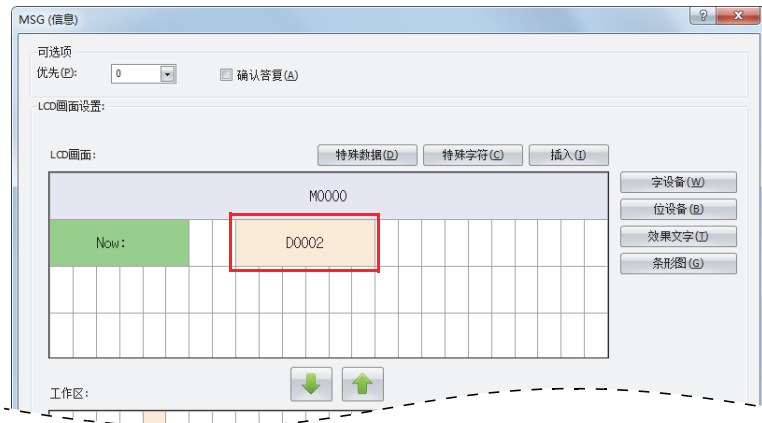 MSG (信息)
可选项
优先(P): 0 确认答复(A)
LCD画面设置:
LCD画面: 特殊数据(D) 特殊字符(C) 插入(I)
M0000 字设备(W)
位设备(B)
Now: D0002 效果文字(T)
条形图(G)
工作区: